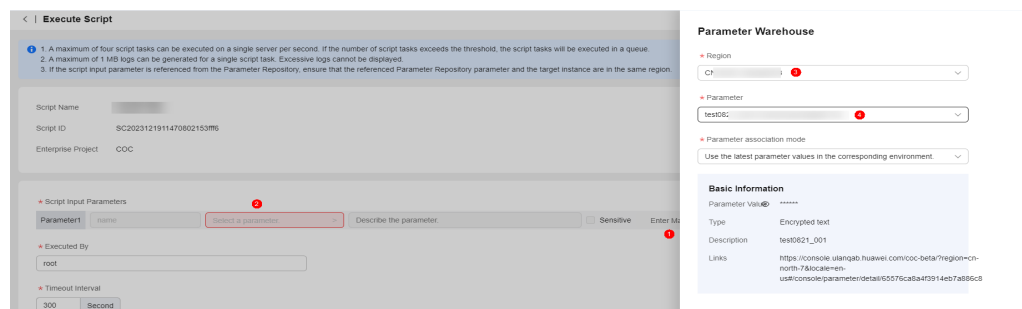 Execute Script
1. A maximum of four script tasks can be executed on a single server per second. If the number of script tasks exceeds the threshold, the script tasks will be executed in a queue.
2. A maximum of 1 MB logs can be generated for a single script task. Excessive logs cannot be displayed.
3. If the script input parameter is referenced from the Parameter Repository, ensure that the referenced Parameter Repository parameter and the target instance are in the same region.
Script Name
Script ID SC2023121911470802153fff6
Enterprise Project COC
* Script Input Parameters
2
Parameter1 name Select a parameter. Describe the parameter. Sensitive Enter Ma
1
* Executed By
root
* Timeout Interval
300 Second
Parameter Warehouse
* Region
3
* Parameter
test082 4
* Parameter association mode
Use the latest parameter values in the corresponding environment.
Basic Information
Parameter Value ******
Type Encrypted text
Description test0821_001
Links https://console.ulanqab.huawei.com/coc-beta/?region=cn-
north-7&locale=en-
us#/console/parameter/detail/65576ca8a4f3914eb7a886c8